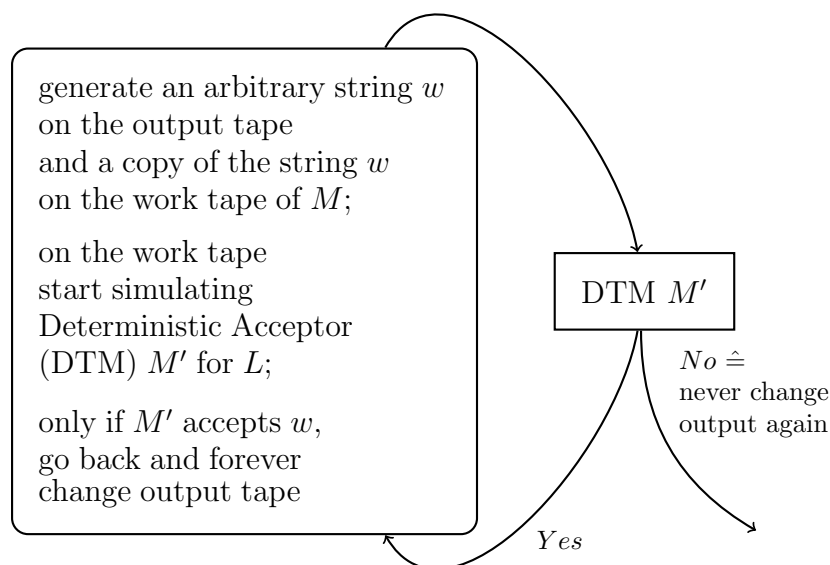 generate an arbitrary string w
on the output tape
and a copy of the string w
on the work tape of M;
on the work tape
start simulating
Deterministic Acceptor
(DTM) M′ for L;
only if M′ accepts w,
go back and forever
change output tape
DTM M′
No ≙
never change
output again
Yes